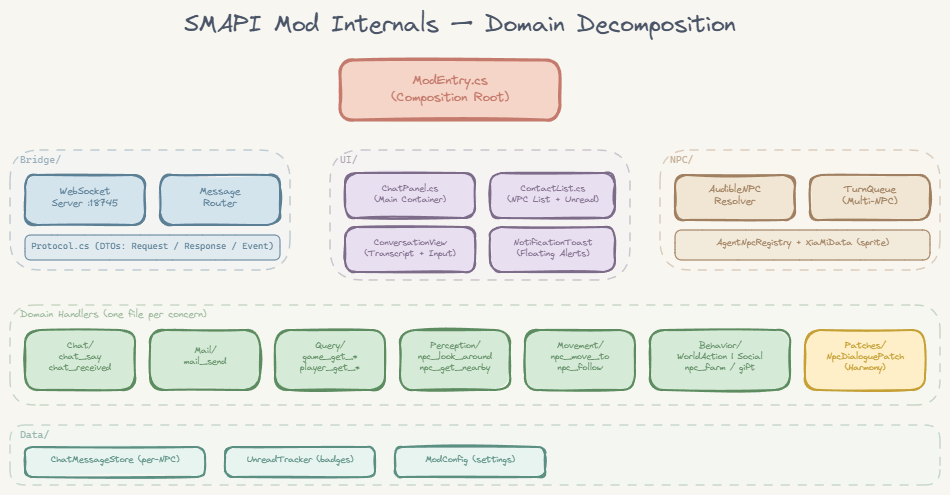 SMAPI Mod Internals — Domain Decomposition
ModEntry.cs
(Composition Root)
Bridge/
WebSocket
Server :18745
Message
Router
Protocol.cs (DTOs: Request / Response / Event)
UI/
ChatPanel.cs
(Main Container)
ContactList.cs
(NPC List + Unread)
ConversationView
(Transcript + Input)
NotificationToast
(Floating Alerts)
NPC/
AudibleNPC
Resolver
TurnQueue
(Multi-NPC)
AgentNpcRegistry + XiaMiData (sprite)
Domain Handlers (one file per concern)
Chat/
chat_say
chat_received
Mail/
mail_send
Query/
game_get_*
player_get_*
Perception/
npc_look_around
npc_get_nearby
Movement/
npc_move_to
npc_follow
Behavior/
WorldAction | Social
npc_farm / gift
Patches/
NpcDialoguePatch
(Harmony)
Data/
ChatMessageStore (per-NPC)
UnreadTracker (badges)
ModConfig (settings)